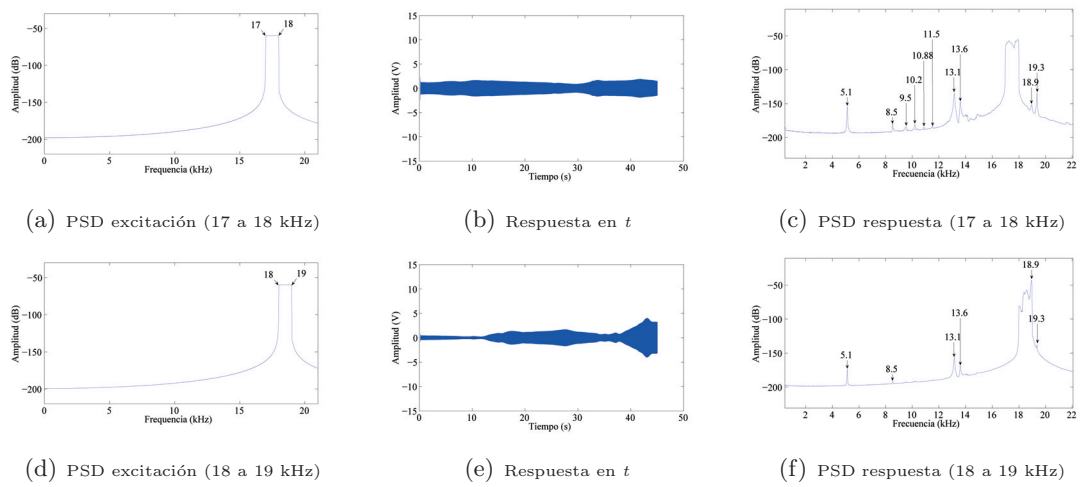 17 18
−50
−100
−150
−200
Amplitud (dB)
0 5 10 15 20
Frequencia (kHz)
(a) PSD excitación (17 a 18 kHz)
15
10
5
0
−5
−10
−15
Amplitud (V)
0 10 20 30 40 50
Tiempo (s)
(b) Respuesta en t
−50
−100
−150
−200
Amplitud (dB)
5.1
8.5
9.5
10.2
10.88
11.5
13.1
13.6
18.9
19.3
2 4 6 8 10 12 14 16 18 20 22
Frecuencia (kHz)
(c) PSD respuesta (17 a 18 kHz)
18 19
−50
−100
−150
−200
Amplitud (dB)
0 5 10 15 20
Frequencia (kHz)
(d) PSD excitación (18 a 19 kHz)
15
10
5
0
−5
−10
−15
Amplitud (V)
0 10 20 30 40 50
Tiempo (s)
(e) Respuesta en t
−50
−100
−150
−200
Amplitud (dB)
5.1
8.5
13.1
13.6
18.9
19.3
2 4 6 8 10 12 14 16 18 20 22
Frecuencia (kHz)
(f) PSD respuesta (18 a 19 kHz)